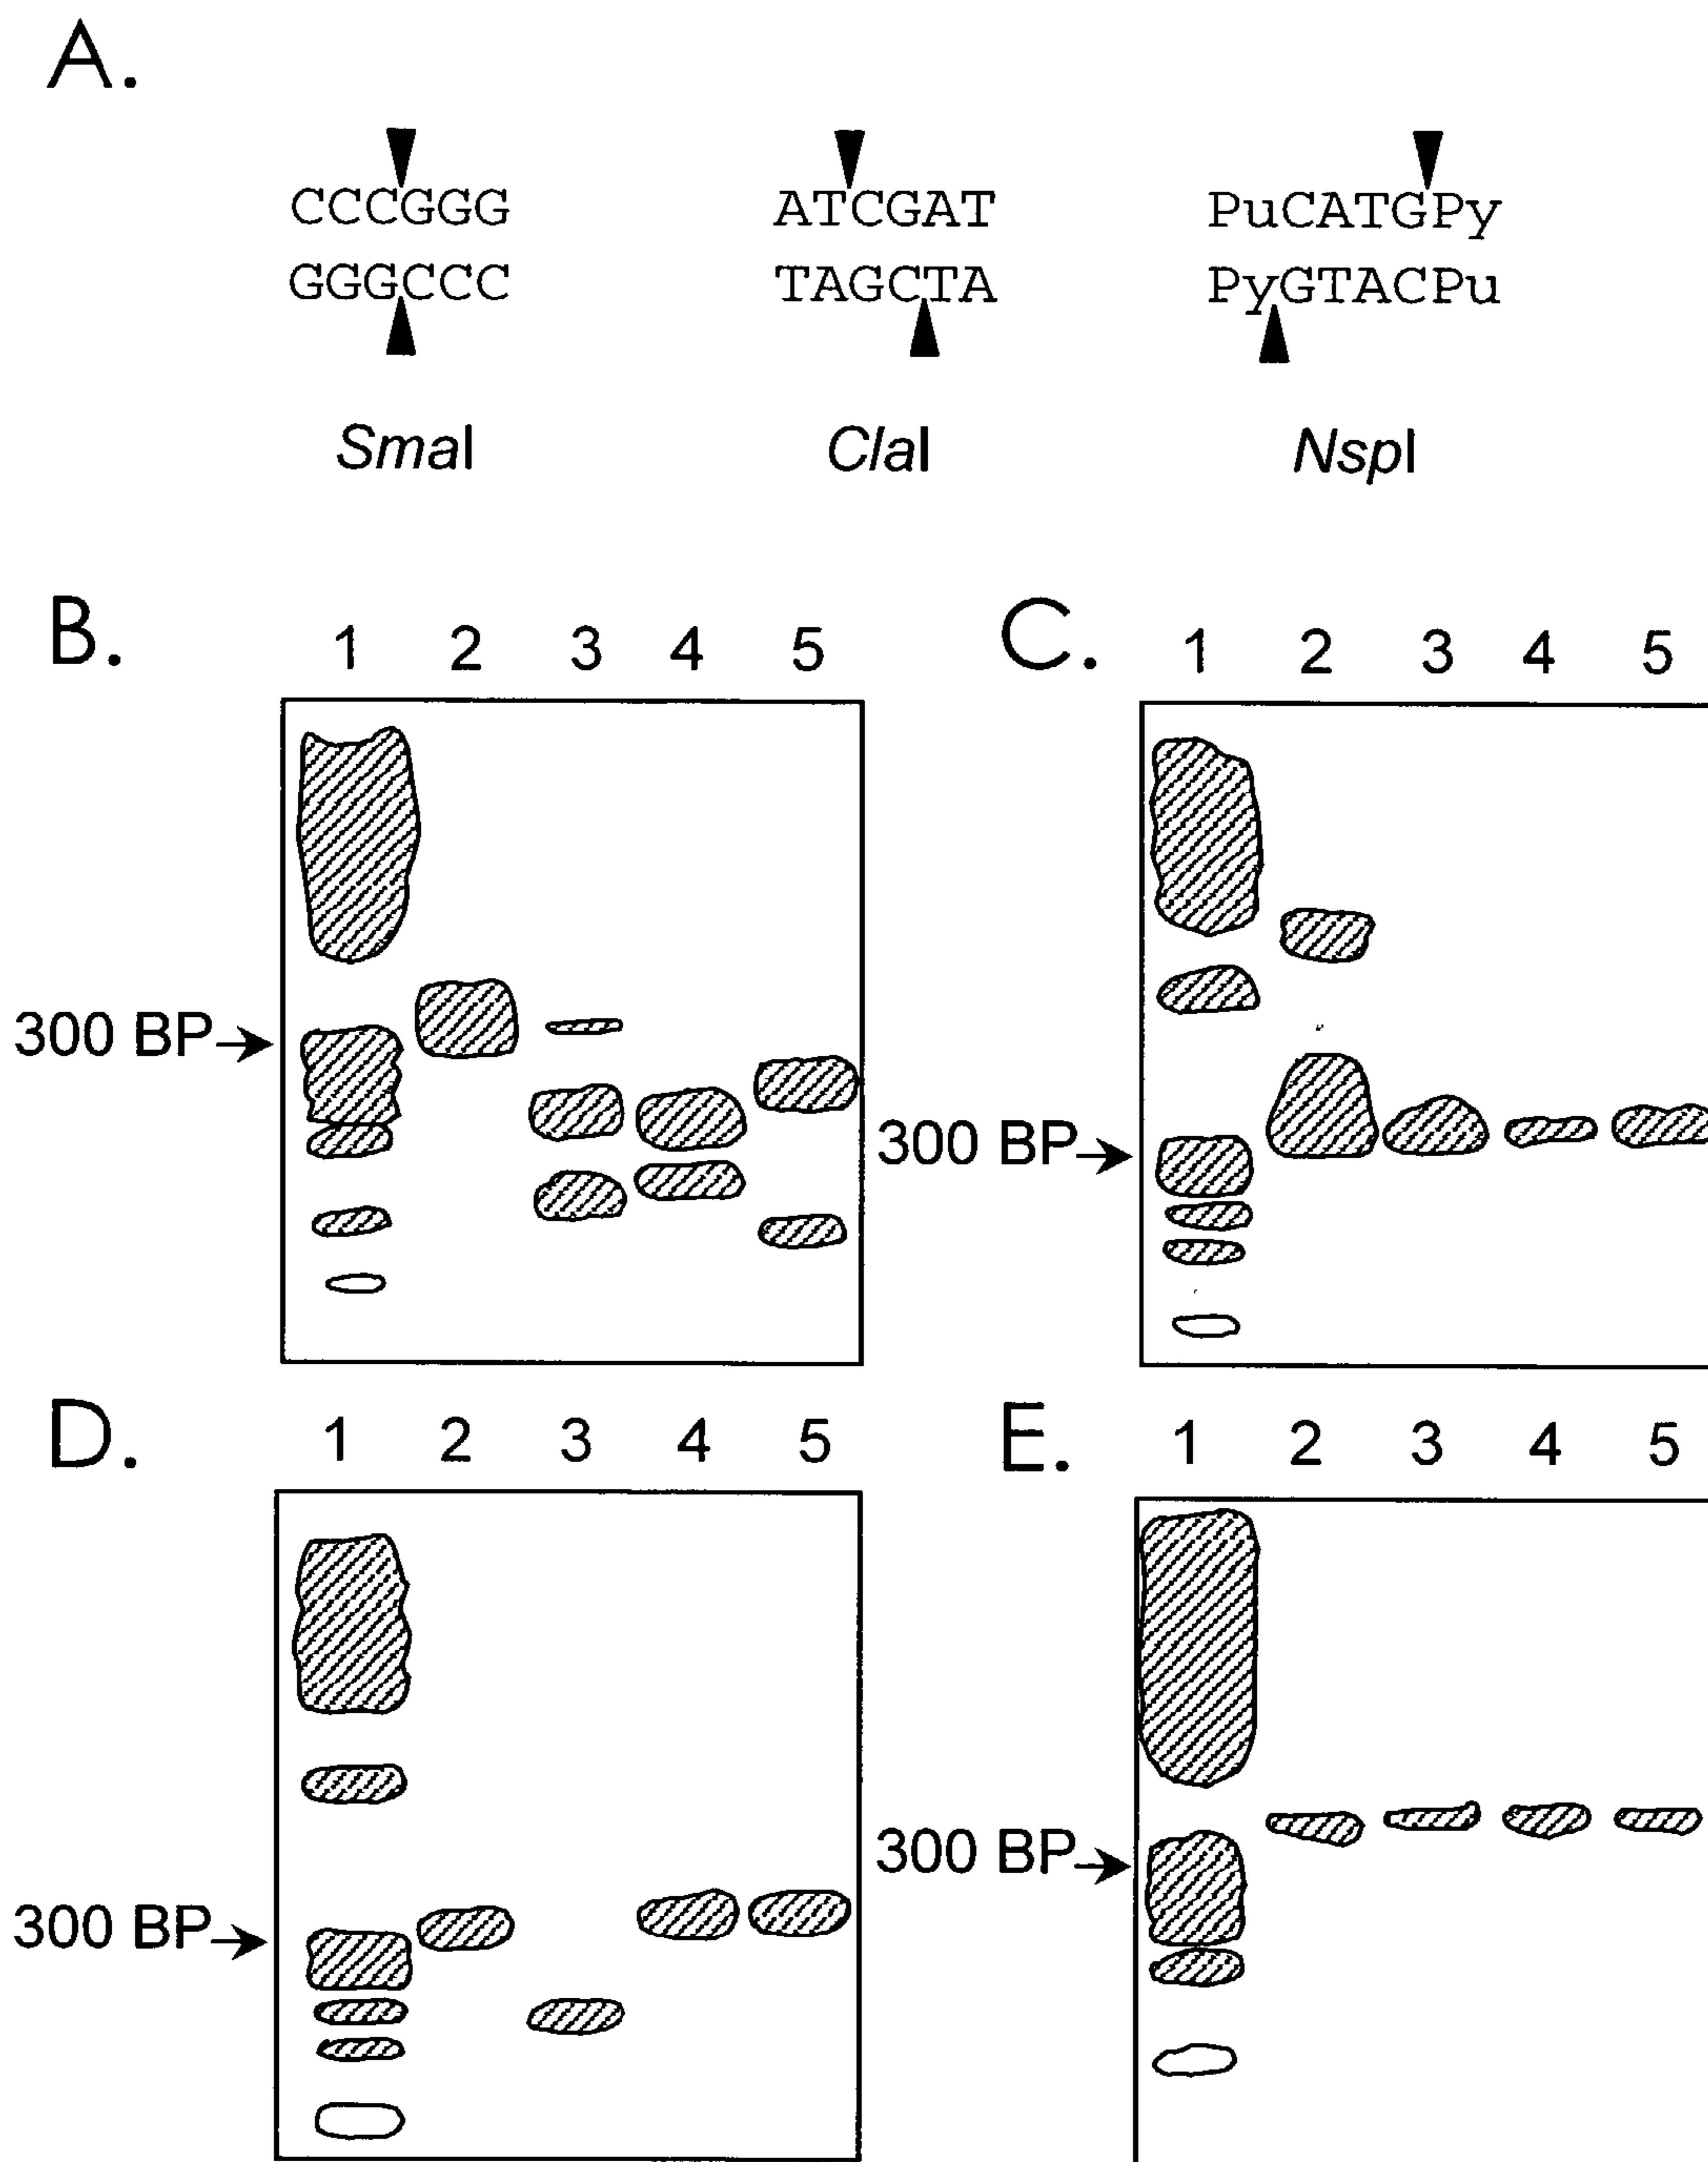 A.
CCCGGG ATCGAT PuCATGPy
GGGCCC TAGCTA PyGTACPu
SmaI ClaI NspI
B. 1 2 3 4 5
C. 1 2 3 4 5
300 BP
300 BP
D. 1 2 3 4 5
E. 1 2 3 4 5
300 BP
300 BP